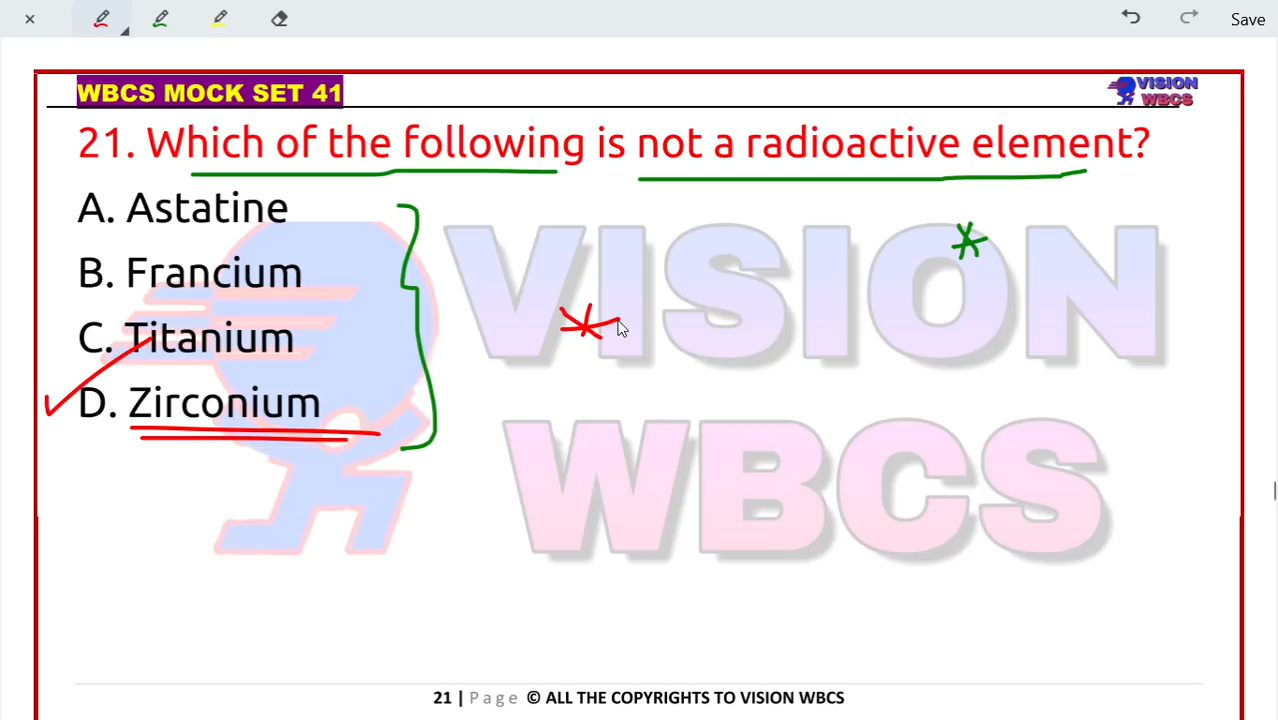 Save
WBCS MOCK SET 41
VISION
WBCS
21. Which of the following is not a radioactive element?
A. Astatine
B. Francium
C. Titanium
D. Zirconium
VISION
WBCS
21 | Page © ALL THE COPYRIGHTS TO VISION WBCS